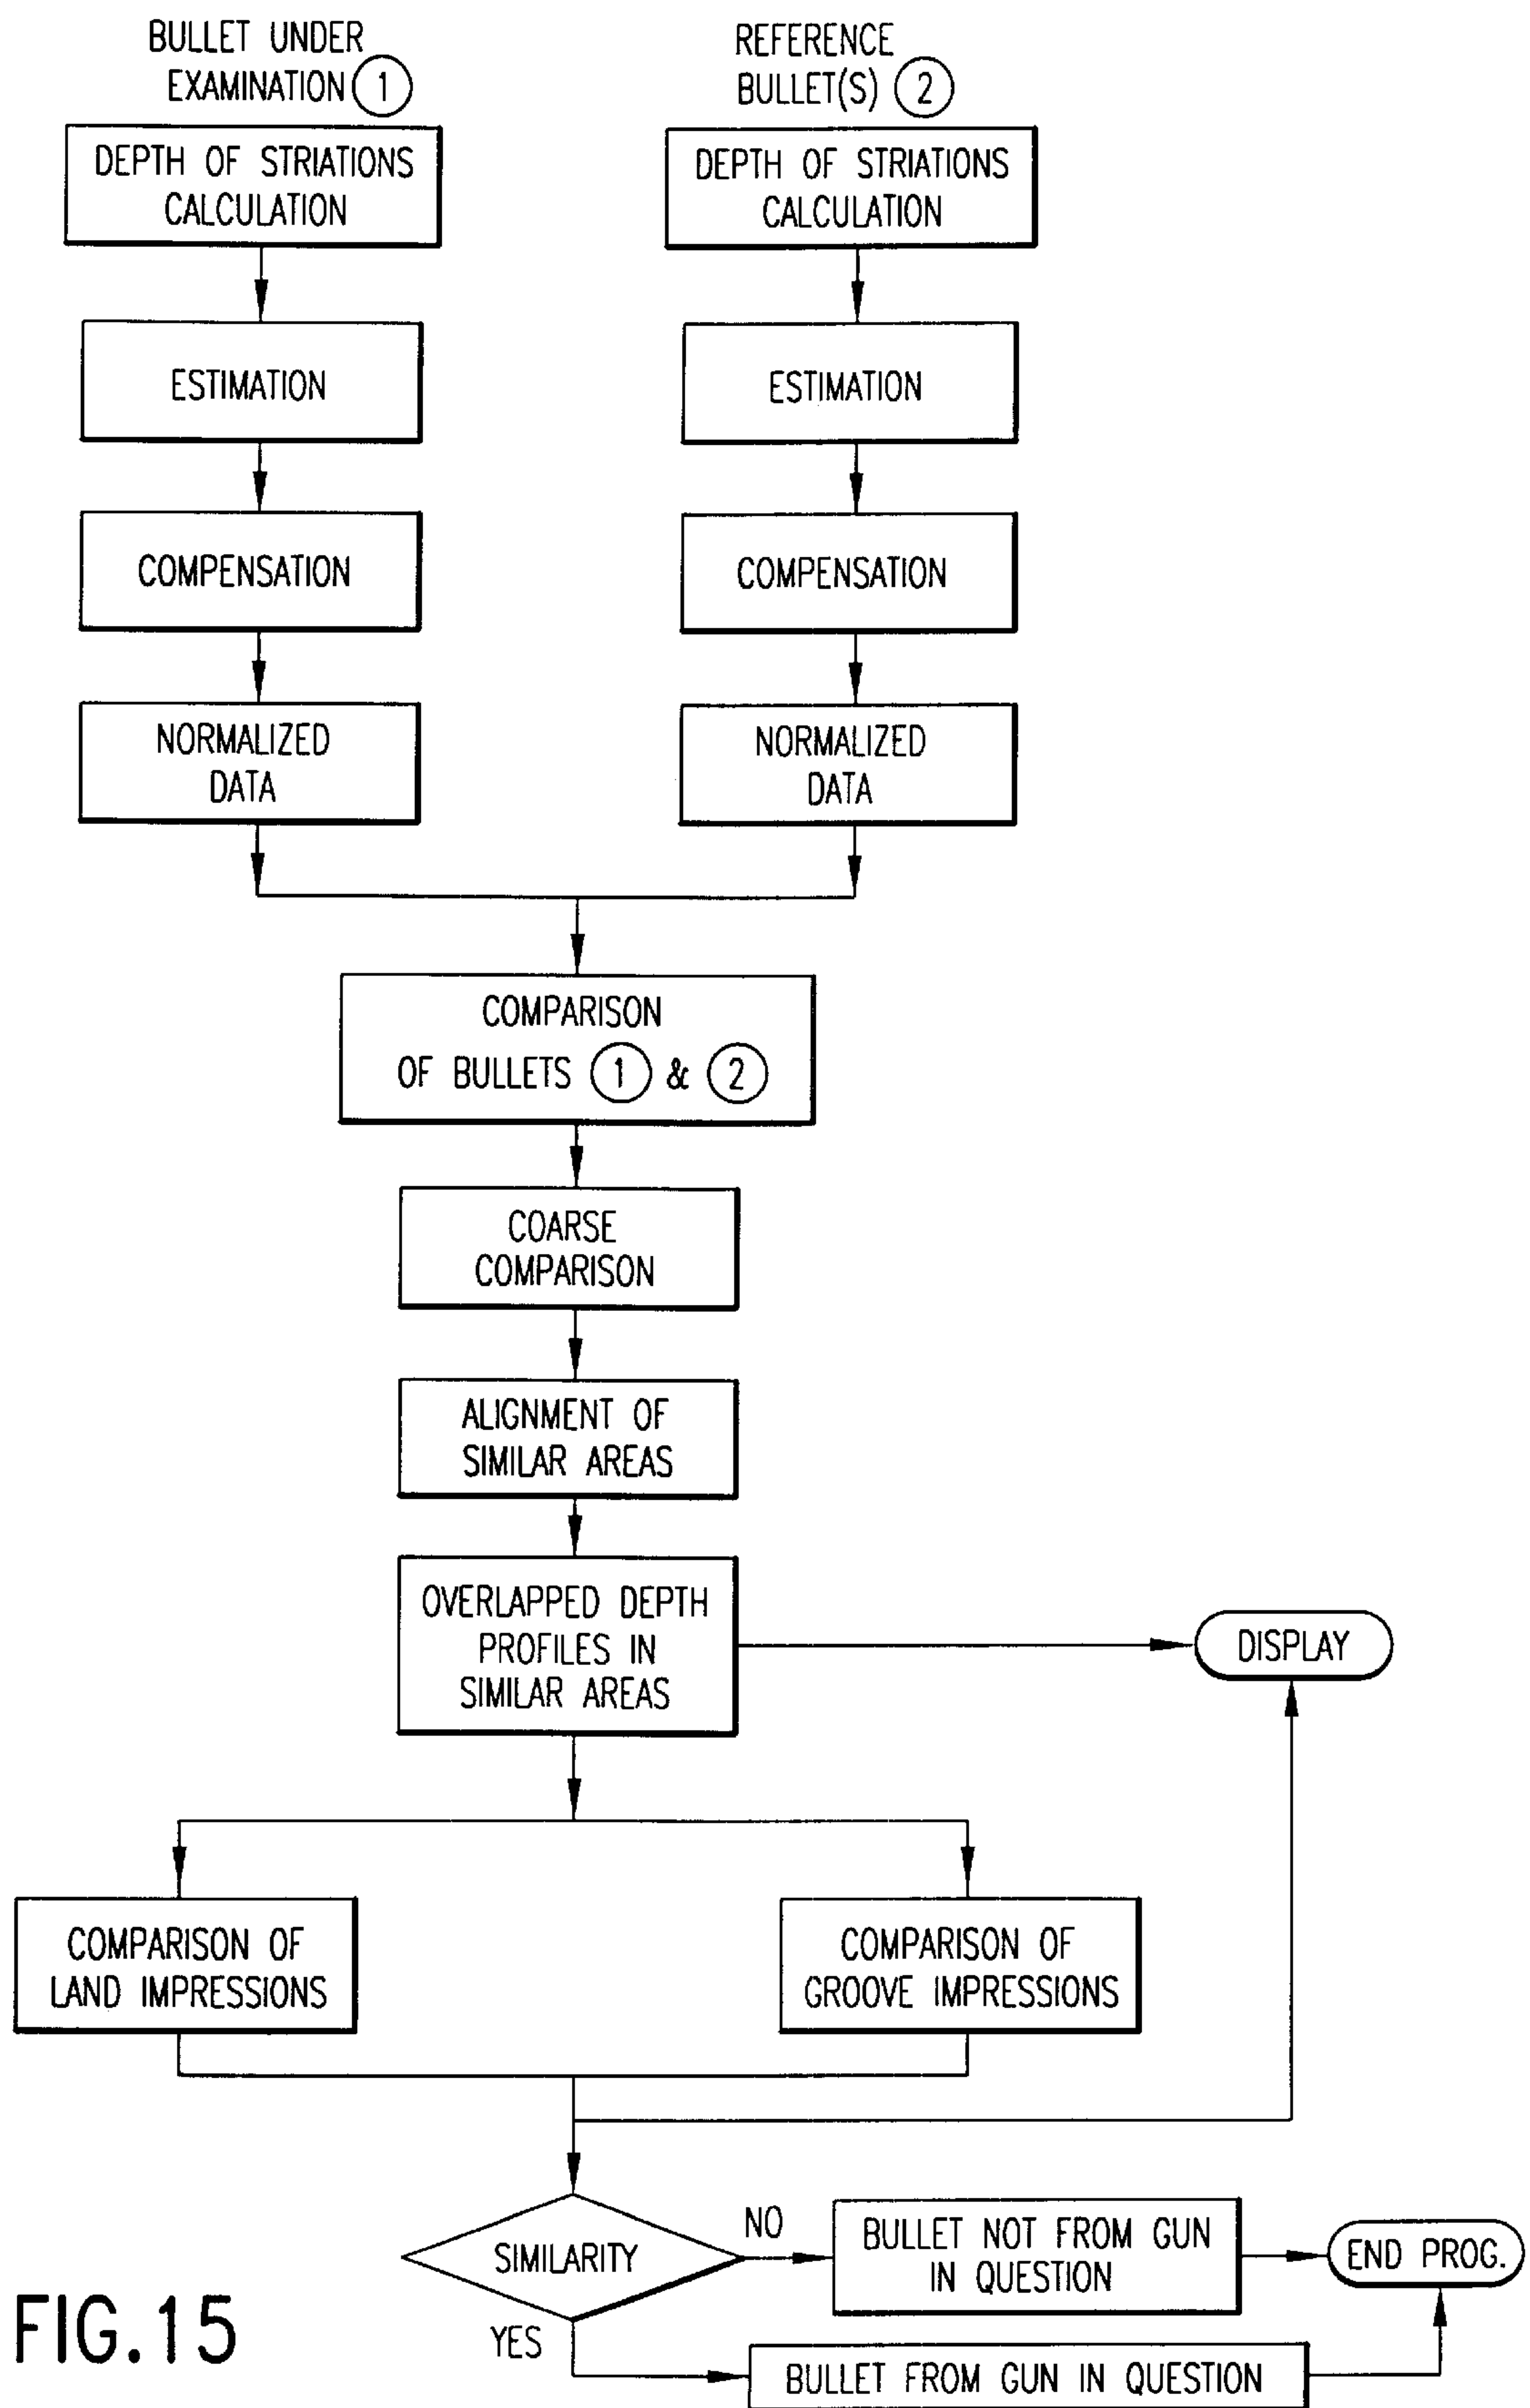 BULLET UNDER
EXAMINATION 1
REFERENCE
BULLET(S) 2
DEPTH OF STRIATIONS
CALCULATION
DEPTH OF STRIATIONS
CALCULATION
ESTIMATION
ESTIMATION
COMPENSATION
COMPENSATION
NORMALIZED
DATA
NORMALIZED
DATA
COMPARISON
OF BULLETS 1 & 2
COARSE
COMPARISON
ALIGNMENT OF
SIMILAR AREAS
OVERLAPPED DEPTH
PROFILES IN
SIMILAR AREAS
DISPLAY
COMPARISON OF
LAND IMPRESSIONS
COMPARISON OF
GROOVE IMPRESSIONS
SIMILARITY
NO
BULLET NOT FROM GUN
IN QUESTION
END PROG.
YES
BULLET FROM GUN IN QUESTION
FIG.15